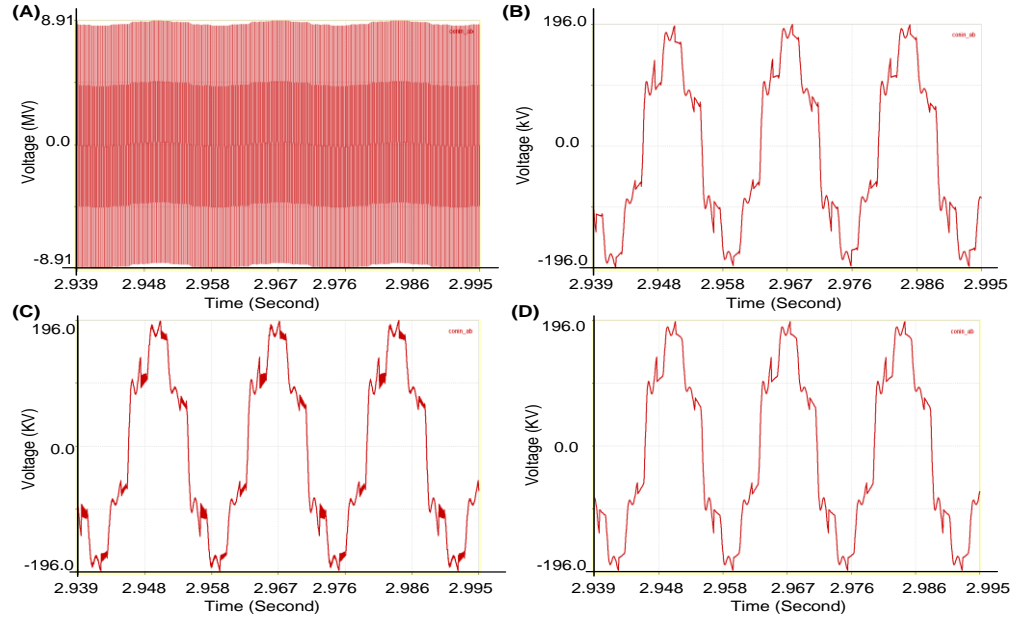 (A)
8.91
conm_ab
Voltage (MV)
0.0
-8.91
2.939 2.948 2.958 2.967 2.976 2.986 2.995
Time (Second)
(B)
196.0
conm_ab
Voltage (kV)
0.0
-196.0
2.939 2.948 2.958 2.967 2.976 2.986 2.995
Time (Second)
(C)
196.0
conm_ab
Voltage (KV)
0.0
-196.0
2.939 2.948 2.958 2.967 2.976 2.986 2.995
Time (Second)
(D)
196.0
conm_ab
Voltage (KV)
0.0
-196.0
2.939 2.948 2.958 2.967 2.976 2.986 2.995
Time (Second)